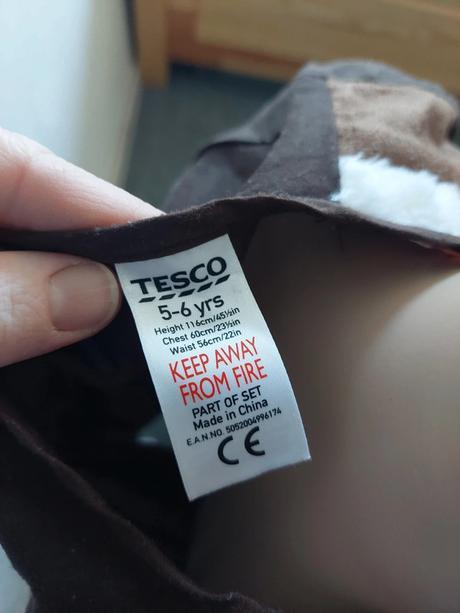 TESCO
5-6 yrs
Height 116cm/45½in
Chest 60cm/23½in
Waist 56cm/22in
KEEP AWAY
FROM FIRE
PART OF SET
Made in China
E.A.N.NO. 5052004996174
CE